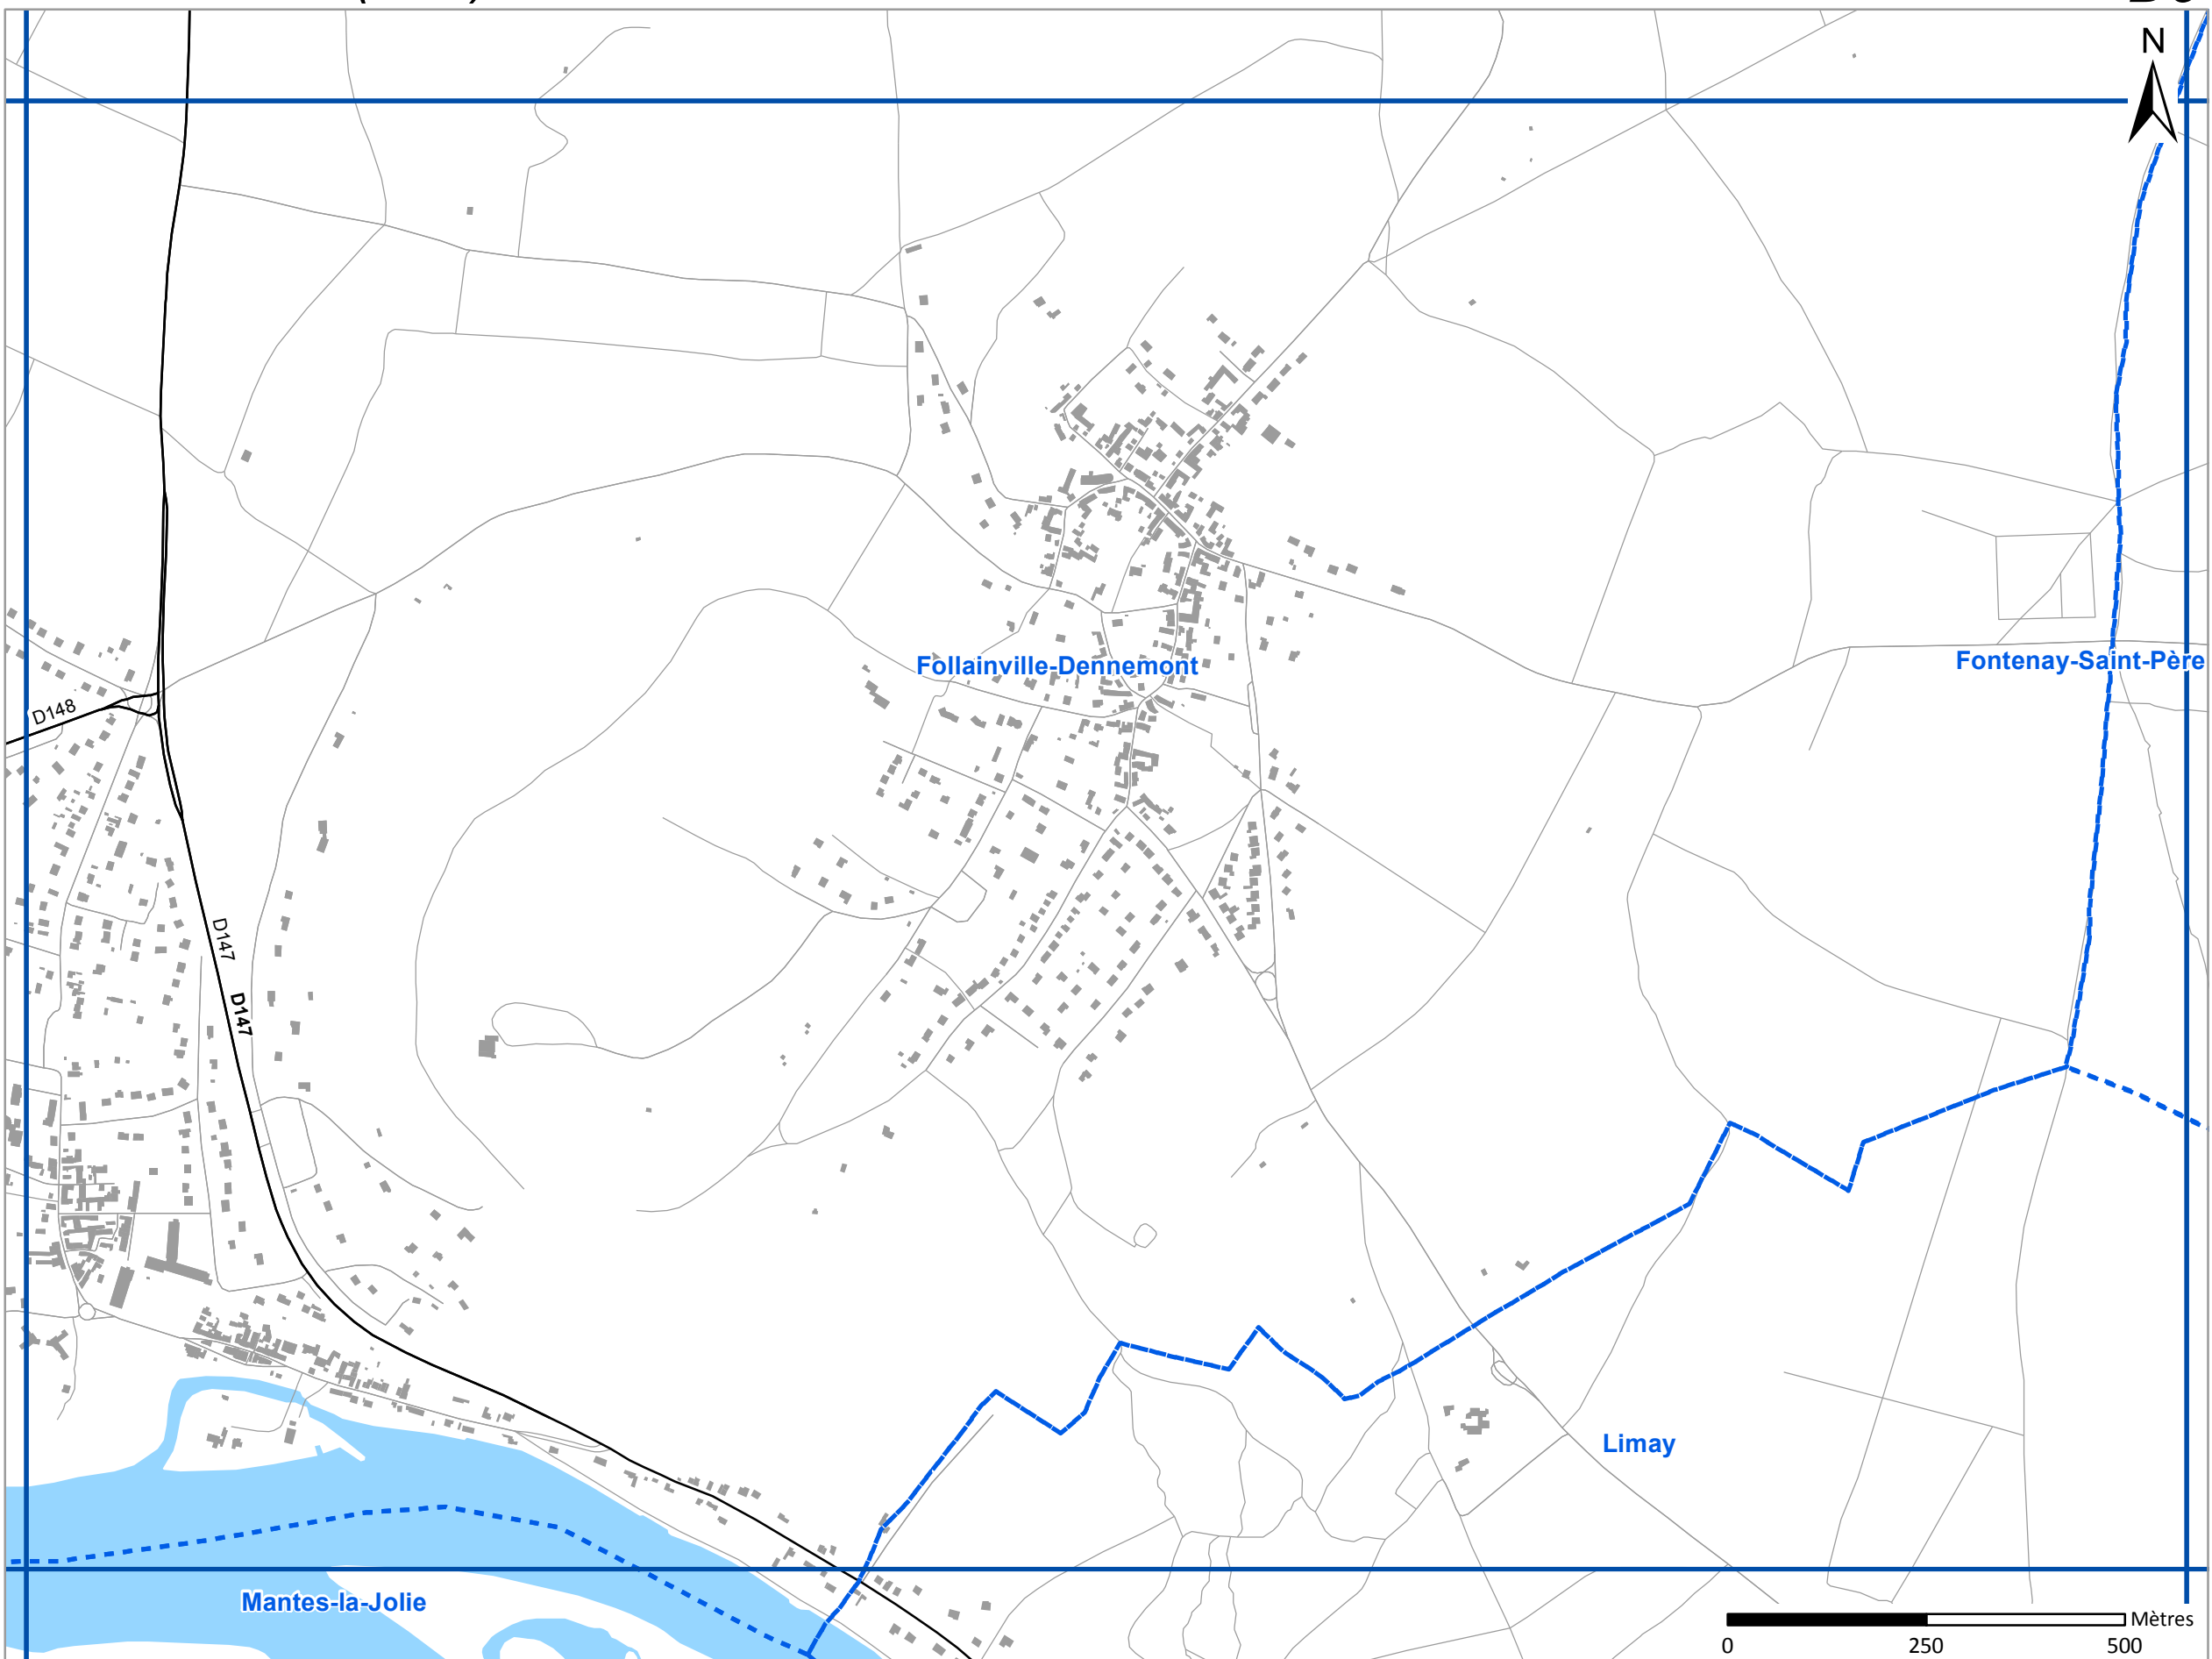 N
Follainville-Dennemont
Fontenay-Saint-Père
D148
D147
D147
Limay
Mantes-la-Jolie
Mètres
0 250 500